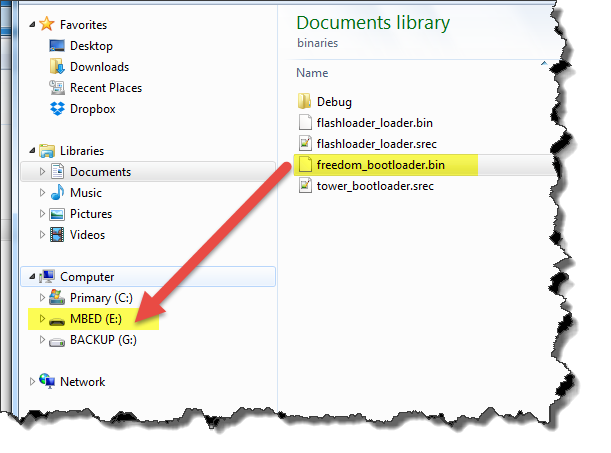 Favorites
Desktop
Downloads
Recent Places
Dropbox
Libraries
Documents
Music
Pictures
Videos
Computer
Primary (C:)
MBED (E:)
BACKUP (G:)
Network
Documents library
binaries
Name
Debug
flashloader_loader.bin
flashloader_loader.srec
freedom_bootloader.bin
tower_bootloader.srec